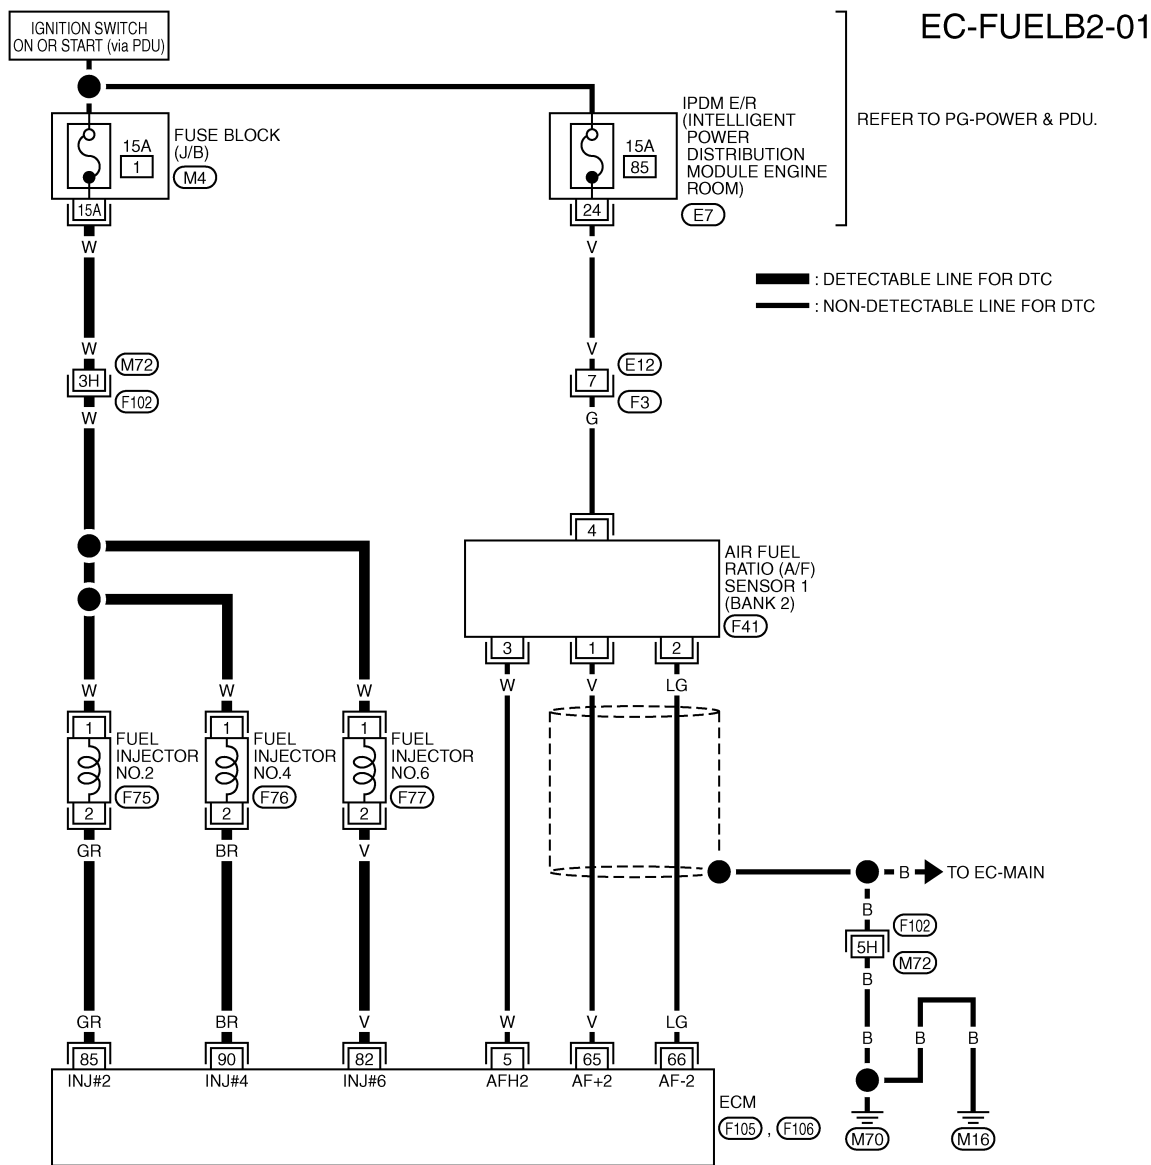 EC-FUELB2-01
IGNITION SWITCH
ON OR START (via PDU)
15A
1
FUSE BLOCK
(J/B)
M4
15A
85
IPDM E/R
(INTELLIGENT
POWER
DISTRIBUTION
MODULE ENGINE
ROOM)
E7
REFER TO PG-POWER & PDU.
15A
24
W
V
: DETECTABLE LINE FOR DTC
: NON-DETECTABLE LINE FOR DTC
W
V
3H
M72
F102
7
E12
F3
W
G
4
AIR FUEL
RATIO (A/F)
SENSOR 1
(BANK 2)
F41
3
1
2
W
W
W
W
V
LG
1
FUEL
INJECTOR
NO.2
F75
2
1
FUEL
INJECTOR
NO.4
F76
2
1
FUEL
INJECTOR
NO.6
F77
2
GR
BR
V
B
TO EC-MAIN
B
5H
F102
M72
B
GR
BR
V
W
V
LG
B
B
B
85
90
82
5
65
66
INJ#2
INJ#4
INJ#6
AFH2
AF+2
AF-2
ECM
F105 , F106
M70
M16